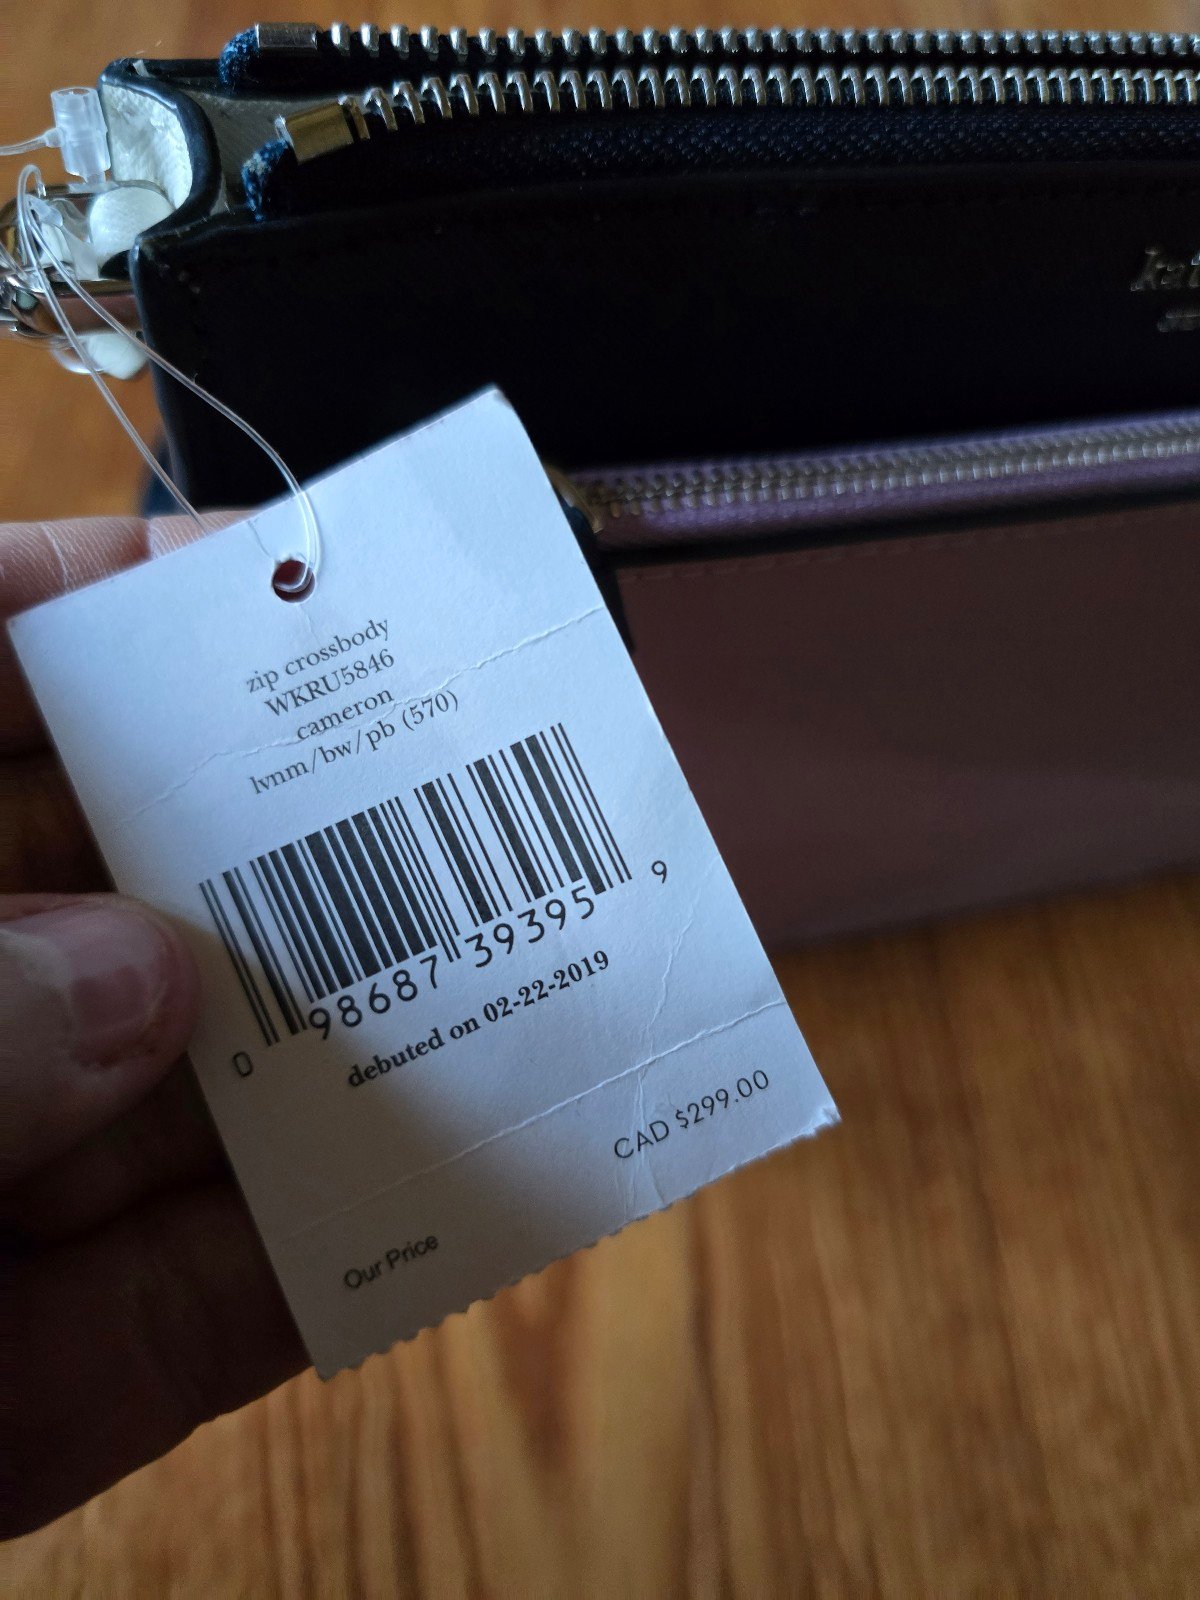 zip crossbody
WKRU5846
cameron
lvnm/bw/pb (570)
0 98687 39395 9
debuted on 02-22-2019
CAD $299.00
Our Price